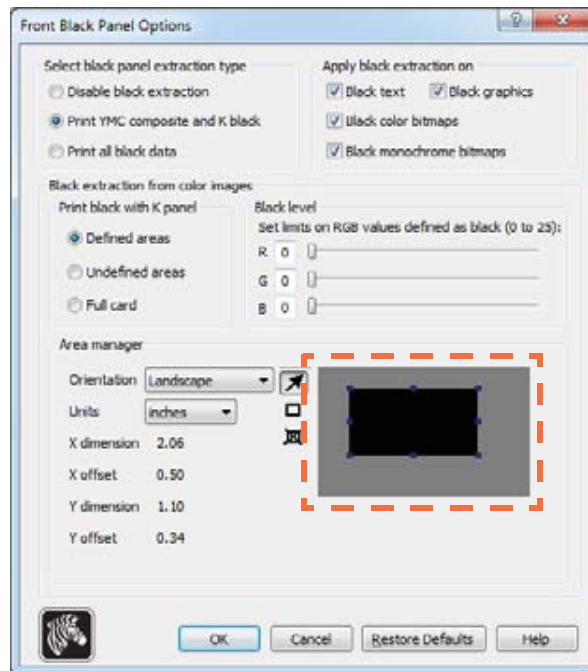 Front Black Panel Options
Select black panel extraction type
Disable black extraction
Print YMC composite and K black
Print all black data
Apply black extraction on
Black text
Black graphics
Black color bitmaps
Black monochrome bitmaps
Black extraction from color images
Print black with K panel
Defined areas
Undefined areas
Full card
Black level
Set limits on RGB values defined as black (0 to 25):
R 0
G 0
B 0
Area manager
Orientation Landscape
Units inches
X dimension 2.06
X offset 0.50
Y dimension 1.10
Y offset 0.34
OK
Cancel
Restore Defaults
Help